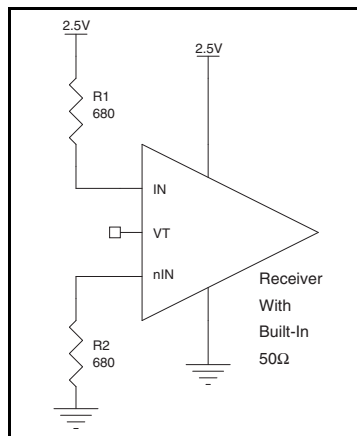 2.5V
2.5V
R1
680
IN
VT
nIN
Receiver
With
Built-In
50Ω
R2
680